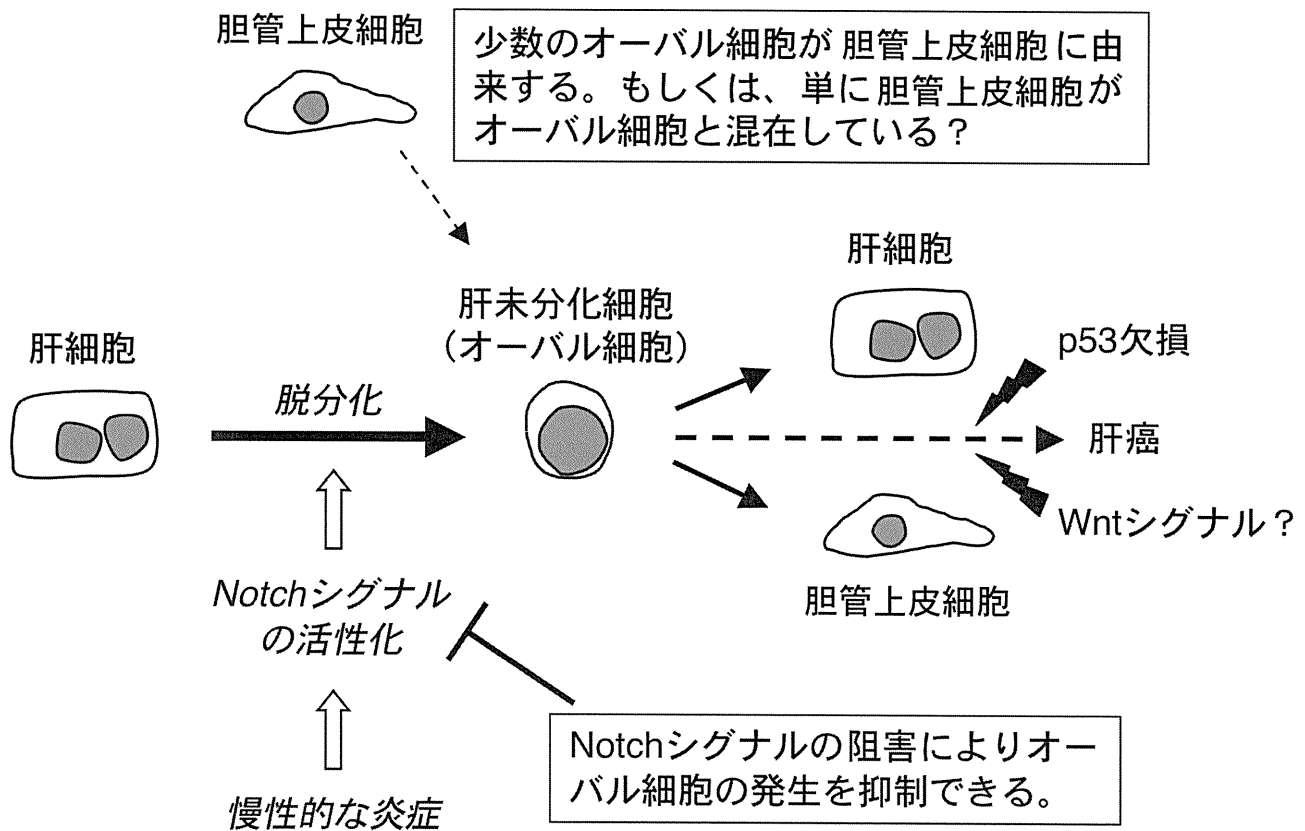 胆管上皮細胞
少数のオーバル細胞が 胆管上皮細胞 に由
来する。もしくは、単に胆管上皮細胞が
オーバル細胞と混在している？
肝細胞
肝未分化細胞
（オーバル細胞）
肝細胞
脱分化
p53欠損
肝癌
Wntシグナル？
胆管上皮細胞
Notchシグナル
の活性化
Notchシグナルの阻害によりオー
バル細胞の発生を抑制できる。
慢性的な炎症